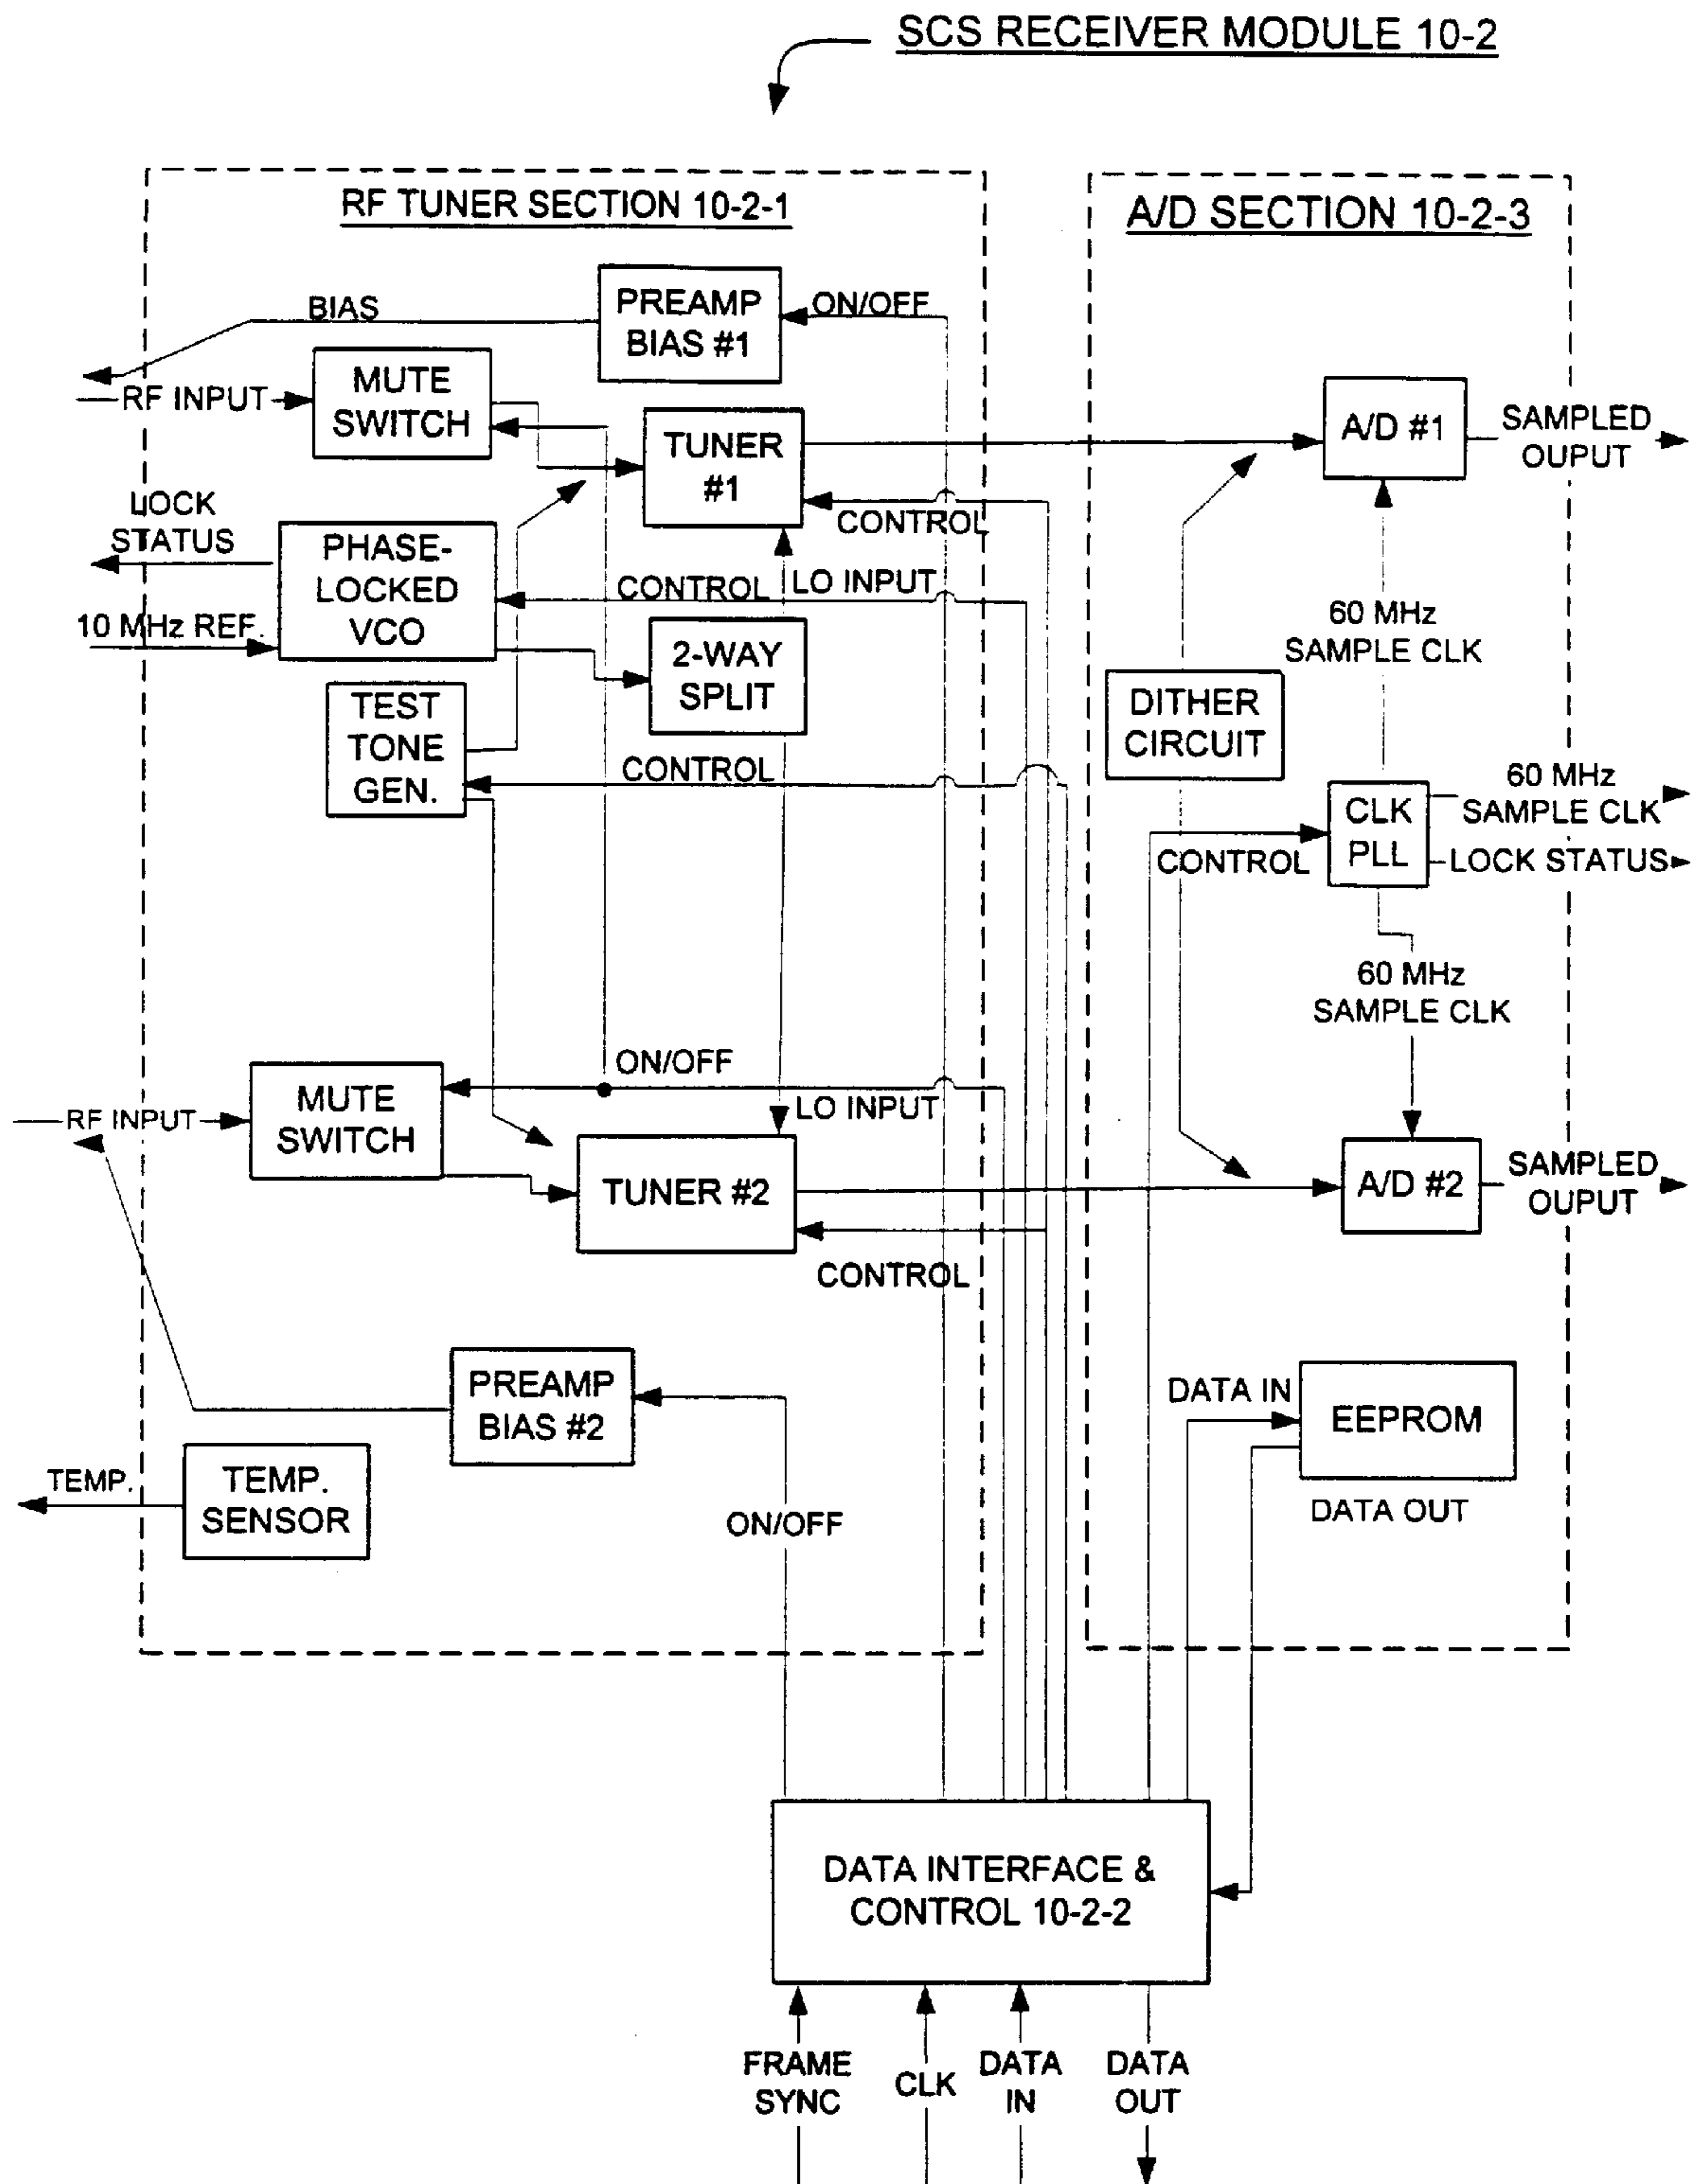 SCS RECEIVER MODULE 10-2
RF TUNER SECTION 10-2-1
A/D SECTION 10-2-3
BIAS
PREAMP
BIAS #1
ON/OFF
RF INPUT
MUTE
SWITCH
TUNER
#1
A/D #1
SAMPLED
OUPUT
CONTROL
LOCK
STATUS
PHASE-
LOCKED
VCO
CONTROL
LO INPUT
10 MHz REF.
60 MHz
SAMPLE CLK
2-WAY
SPLIT
TEST
TONE
GEN.
CONTROL
DITHER
CIRCUIT
CLK
PLL
60 MHz
SAMPLE CLK
LOCK STATUS
CONTROL
60 MHz
SAMPLE CLK
ON/OFF
RF INPUT
MUTE
SWITCH
LO INPUT
TUNER #2
A/D #2
SAMPLED
OUPUT
CONTROL
PREAMP
BIAS #2
DATA IN
EEPROM
DATA OUT
TEMP.
TEMP.
SENSOR
ON/OFF
DATA INTERFACE &
CONTROL 10-2-2
FRAME
SYNC
CLK
DATA
IN
DATA
OUT